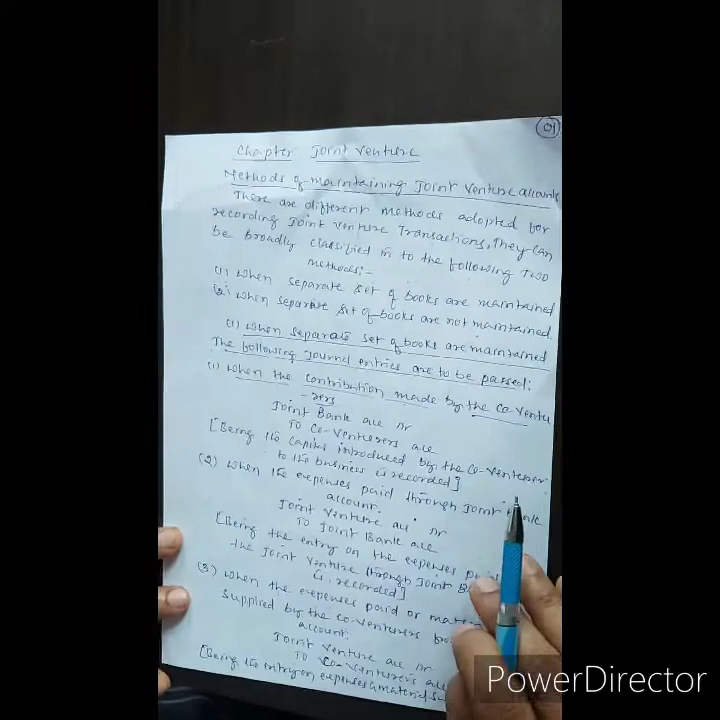 01
Chapter Joint Venture
Methods of maintaining Joint Venture accounts
There are different methods adopted for
recording Joint Venture Transactions, They can
be broadly classified in to the following Two
methods:-
(1) When separate set of books are maintained
(2) When separate set of books are not maintained.
(1) When separate set of books are maintained
The following Journal entries are to be passed:
(1) When the contribution made by the co-ventu
-rers
Joint Bank a/c Dr
To Co-Venturers a/c
[Being the capital introduced by the co-venturer
to the business is recorded]
(2) When the expenses paid through Joint
account.
Joint Venture a/c Dr
To Joint Bank a/c
[Being the entry on the expenses
the Joint Venture through Joint
is recorded]
(3) When the expenses paid or
supplied by the co-venturers
account.
Joint Venture a/c Dr
To Co-Venturers a/c
[Being the entry on expenses & material
PowerDirector